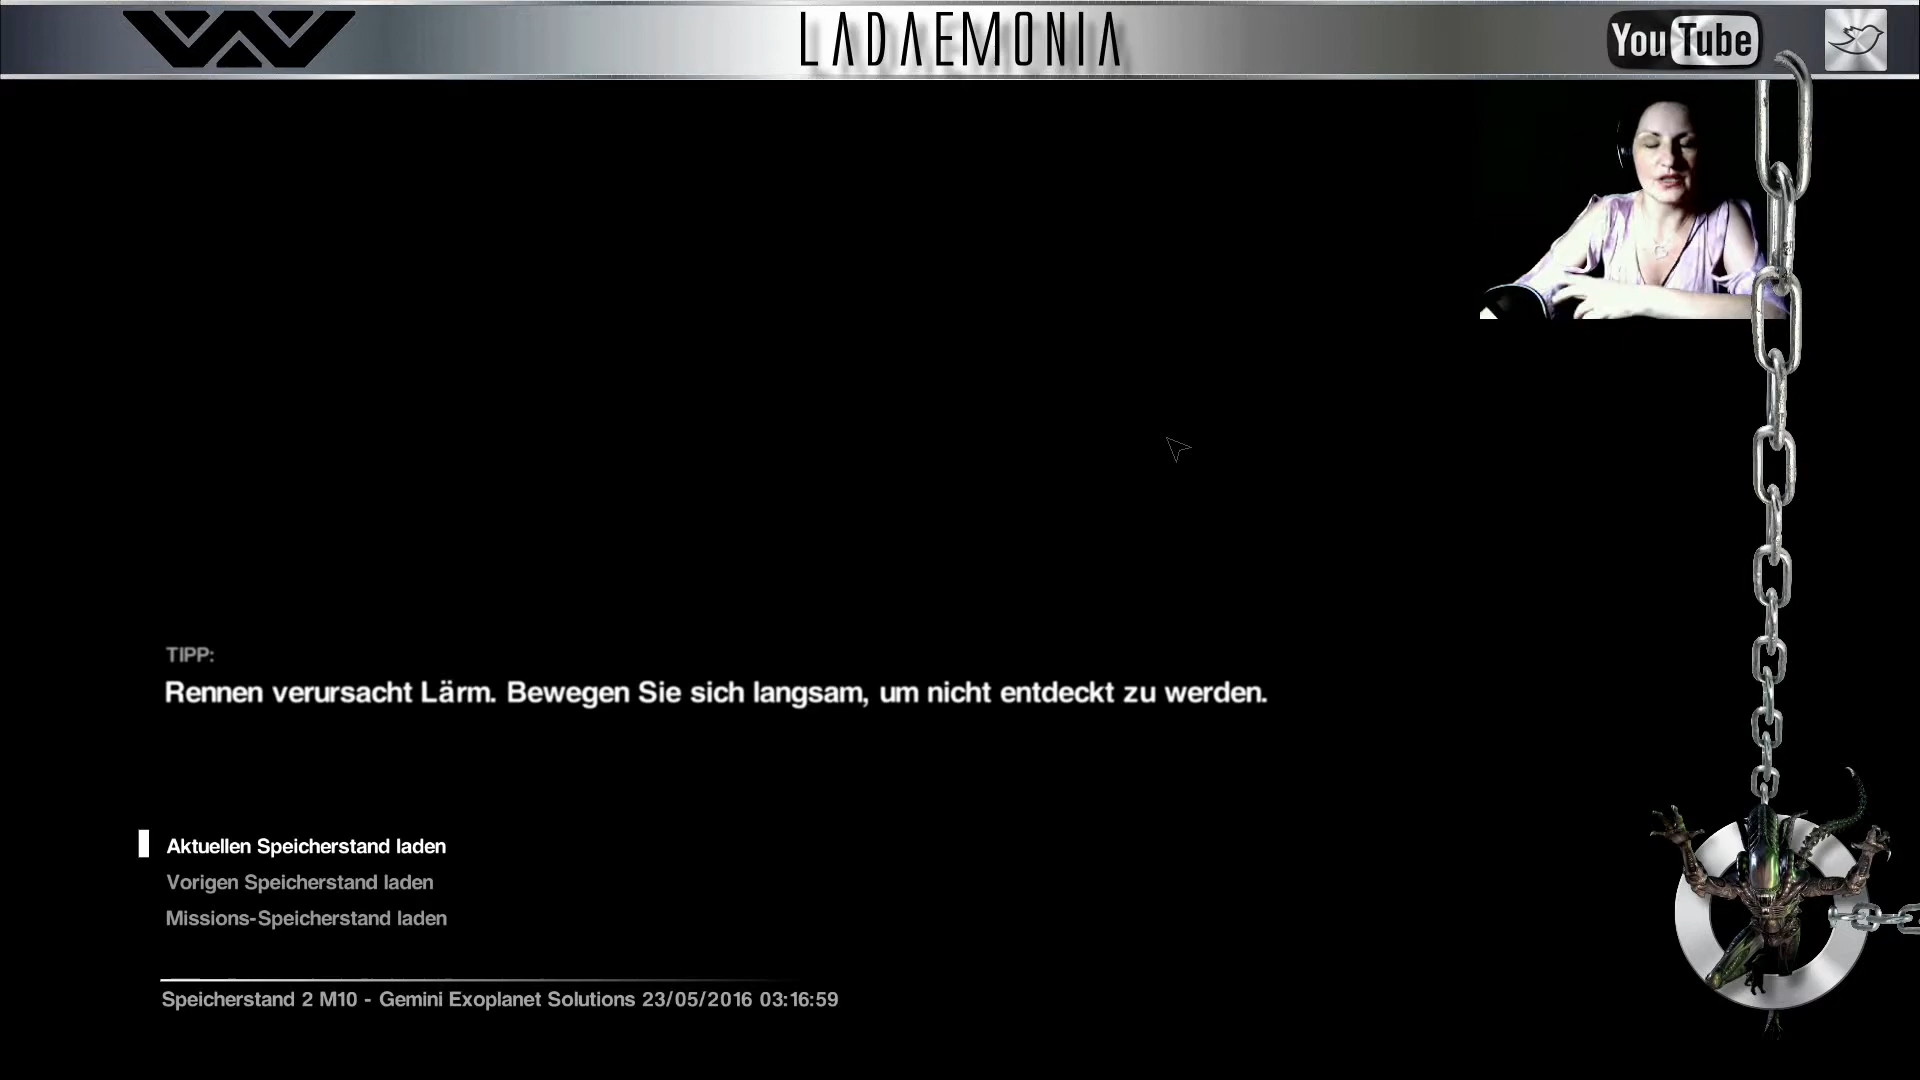 LADAEMONIA
YouTube
TIPP:
Rennen verursacht Lärm. Bewegen Sie sich langsam, um nicht entdeckt zu werden.
Aktuellen Speicherstand laden
Vorigen Speicherstand laden
Missions-Speicherstand laden
Speicherstand 2 M10 - Gemini Exoplanet Solutions 23/05/2016 03:16:59